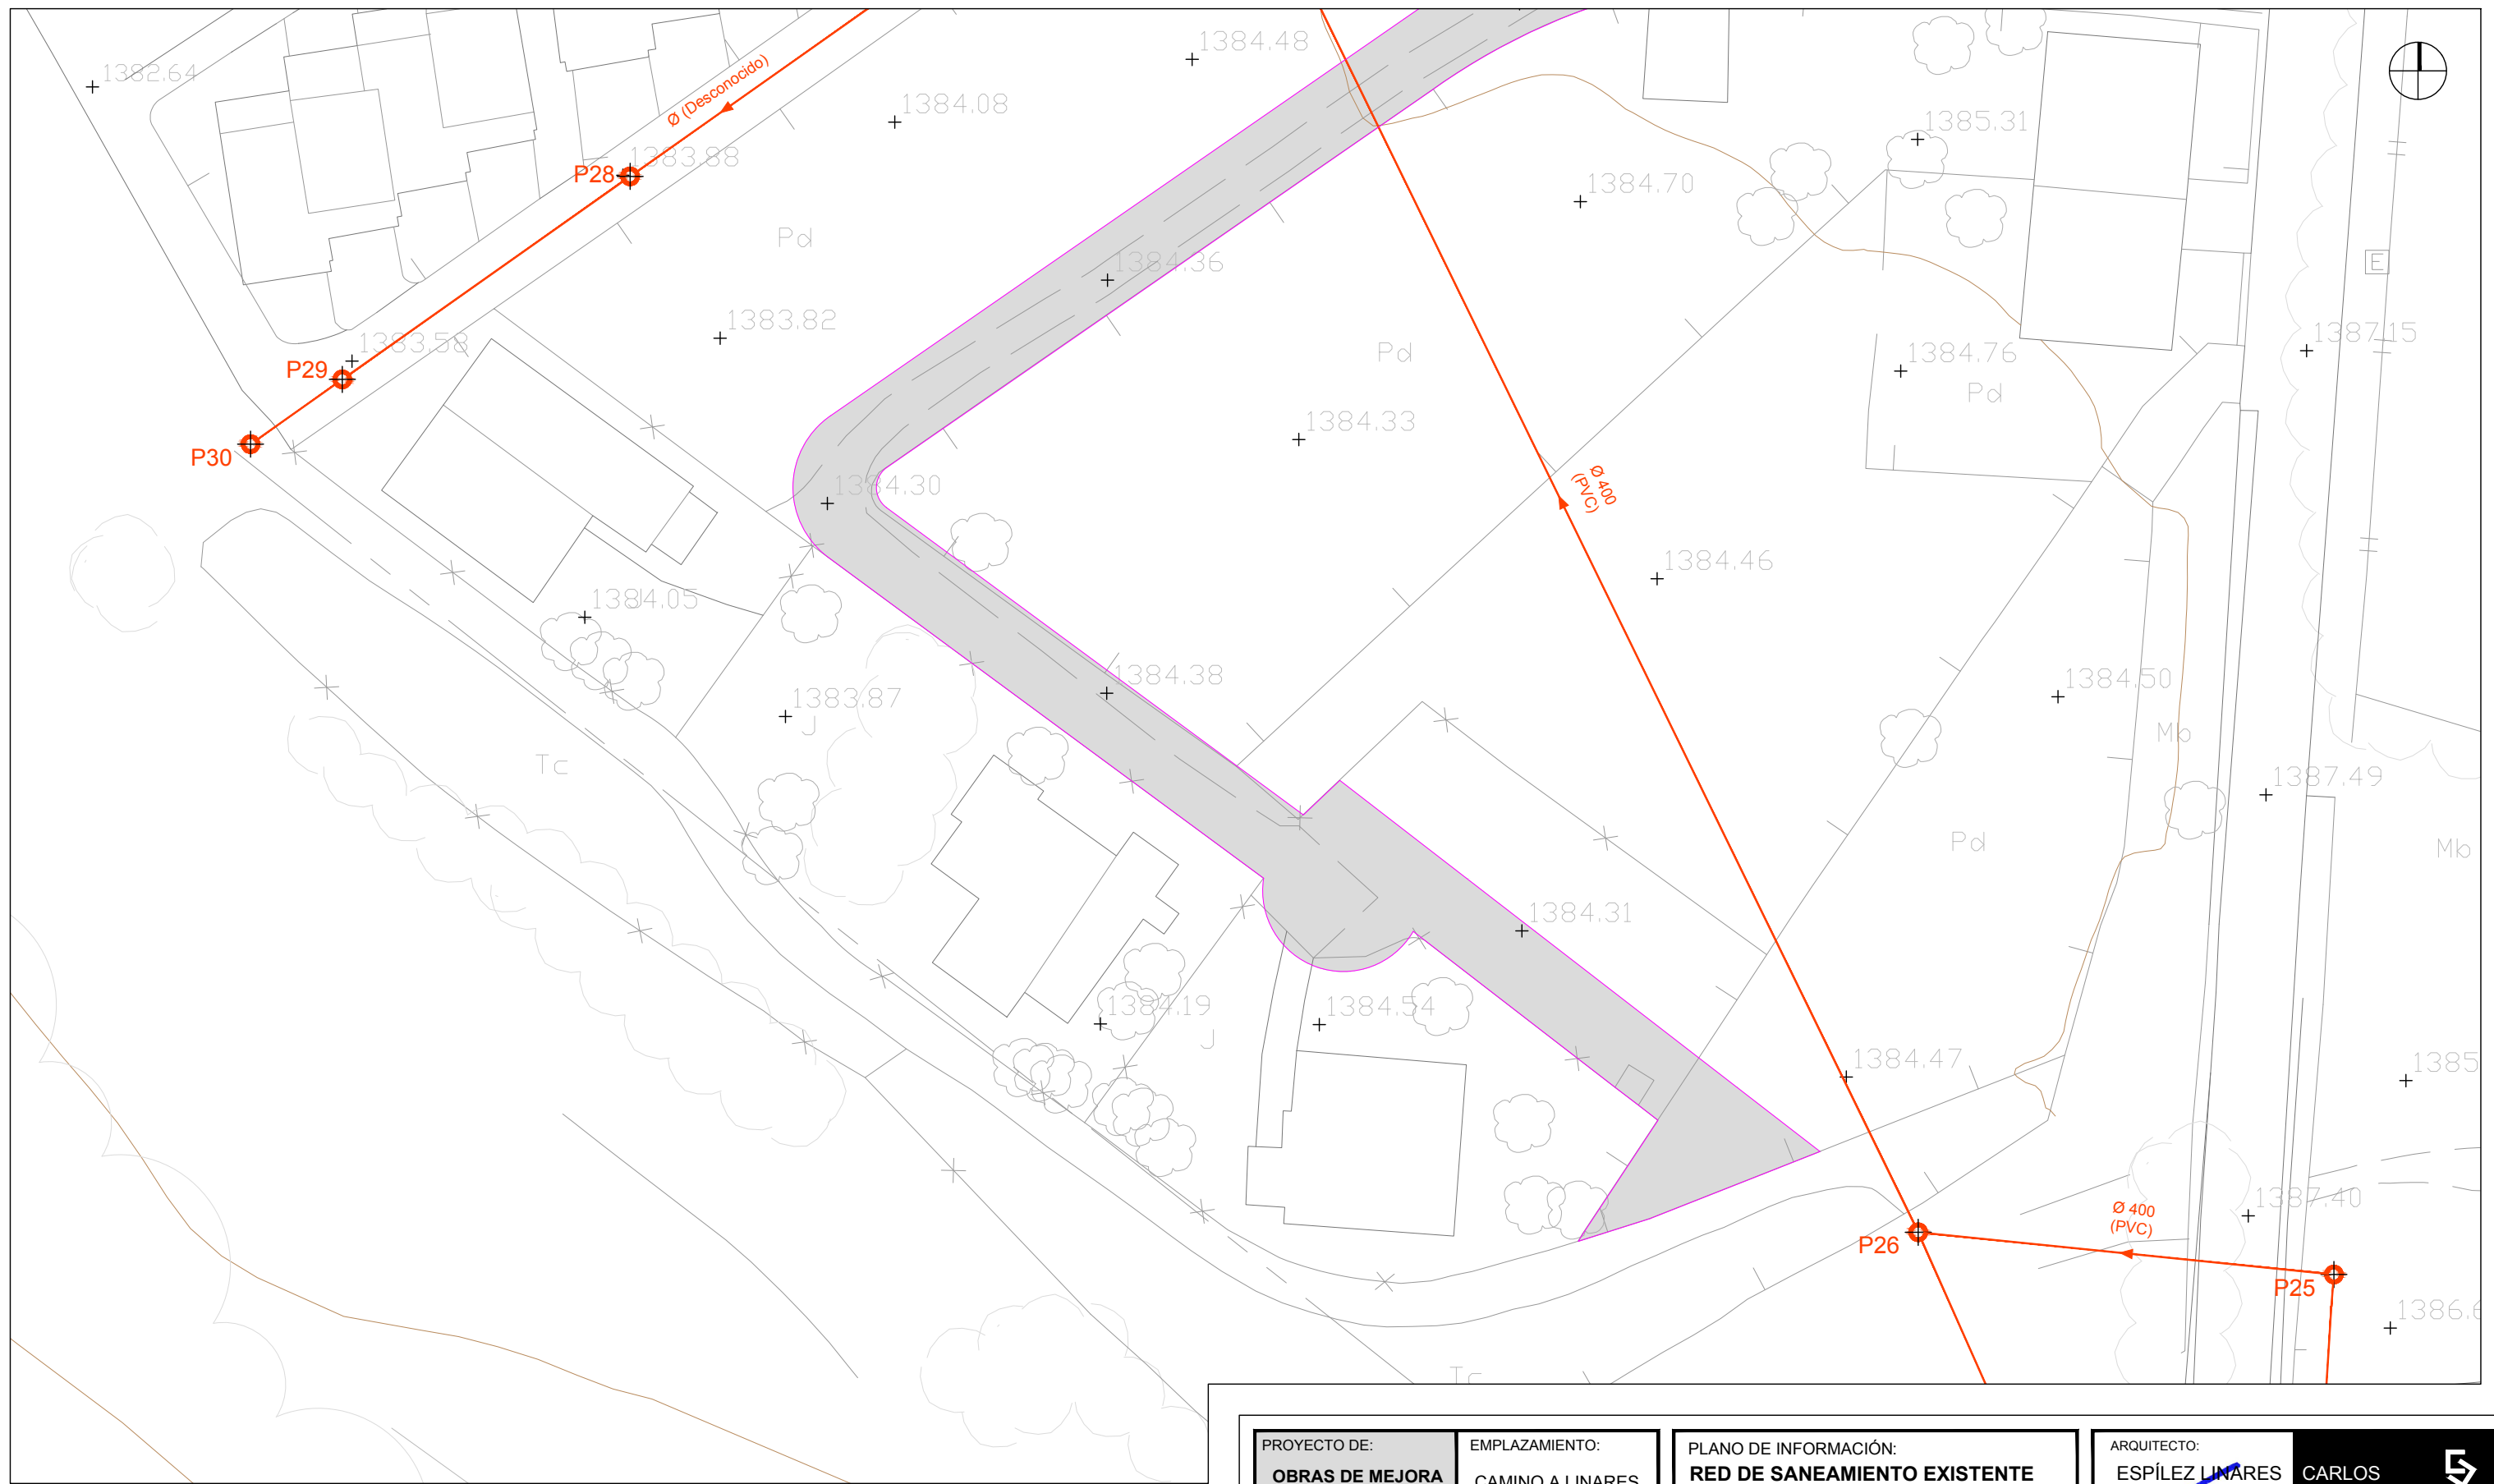 1384.48
1382.64
Ø (Desconocido)
1384.08
1385.31
1383.88
P28
1384.70
Pd
1384.36
E
1383.82
1387.15
1383.58
Pd
1384.76
P29
Pd
1384.33
P30
1384.30
Ø 400
(PVC)
1384.46
1384.05
J
1384.38
1384.50
1383.87
J
Mb
Tc
1387.49
Pd
Mb
1384.31
1384.19
1384.54
J
1384.47
1385
1387.40
Ø 400
(PVC)
P26
P25
1386.6
Tc
PROYECTO DE:
OBRAS DE MEJORA
EMPLAZAMIENTO:
CAMINO A LINARES
PLANO DE INFORMACIÓN:
RED DE SANEAMIENTO EXISTENTE
ARQUITECTO:
ESPÍLEZ LINARES
CARLOS